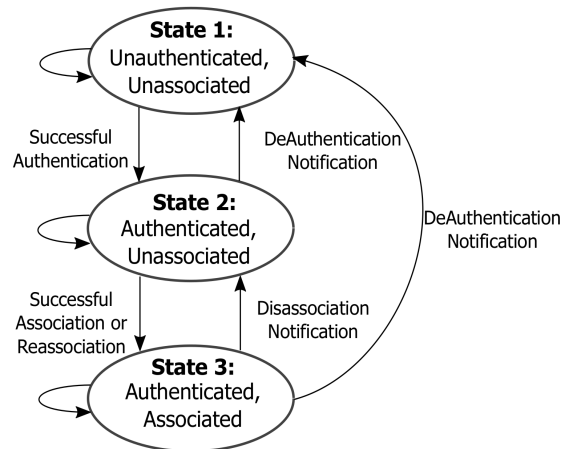 State 1:
Unauthenticated,
Unassociated
Successful
Authentication
DeAuthentication
Notification
State 2:
Authenticated,
Unassociated
DeAuthentication
Notification
Successful
Association or
Reassociation
Disassociation
Notification
State 3:
Authenticated,
Associated